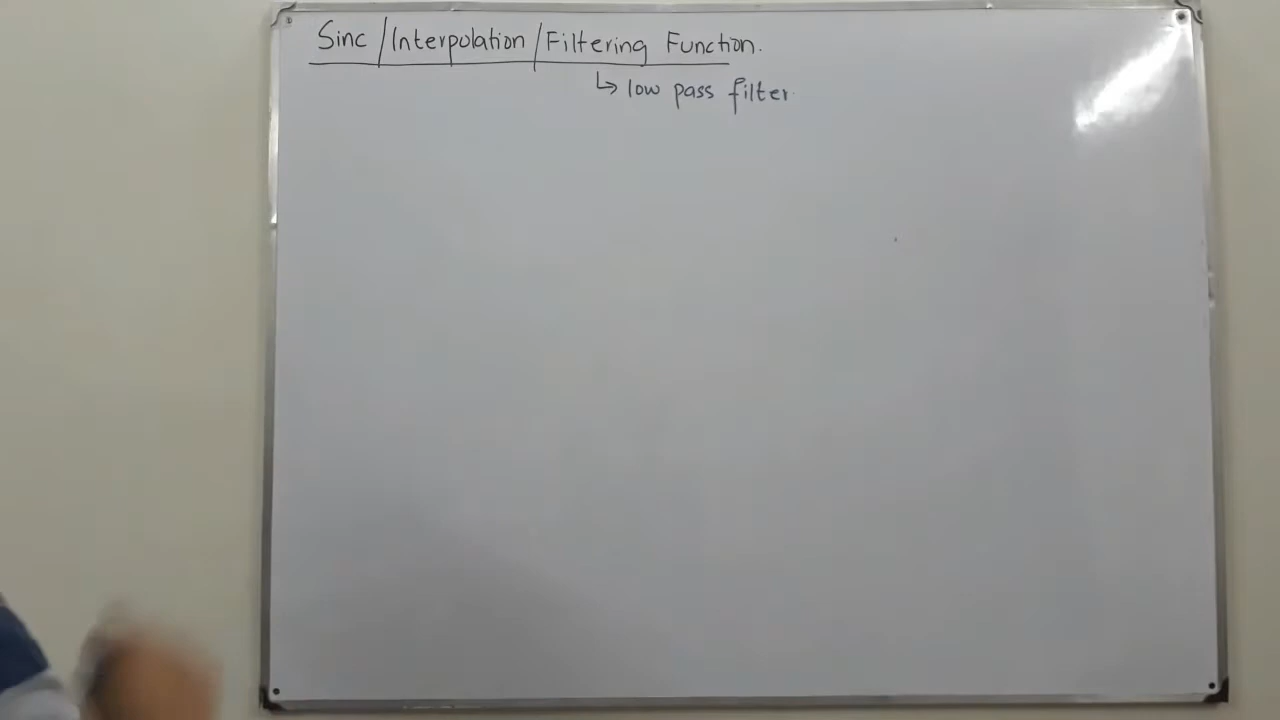 Sinc/Interpolation/Filtering Function.
↳ low pass filter